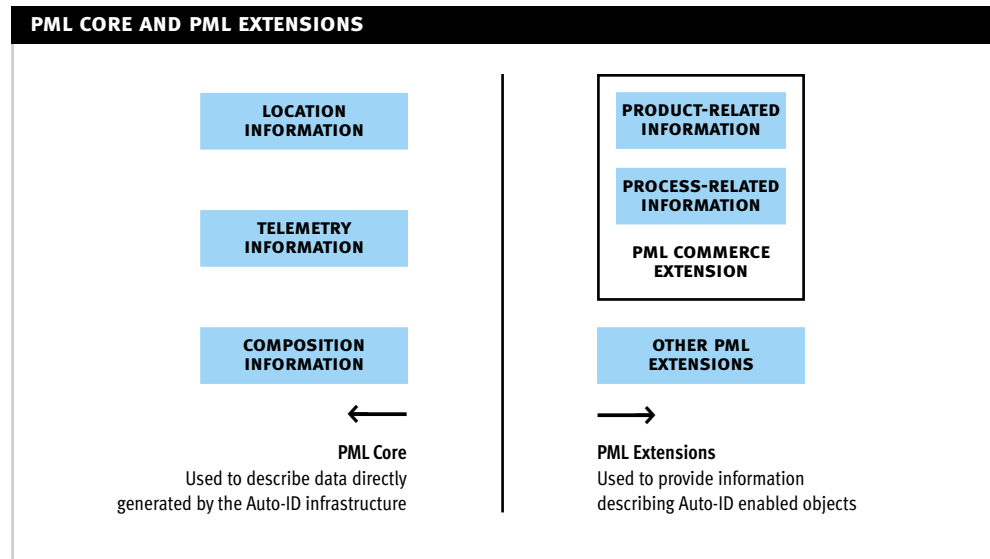 PML CORE AND PML EXTENSIONS
LOCATION
INFORMATION
TELEMETRY
INFORMATION
COMPOSITION
INFORMATION
PML Core
Used to describe data directly
generated by the Auto-ID infrastructure
PRODUCT-RELATED
INFORMATION
PROCESS-RELATED
INFORMATION
PML COMMERCE
EXTENSION
OTHER PML
EXTENSIONS
PML Extensions
Used to provide information
describing Auto-ID enabled objects